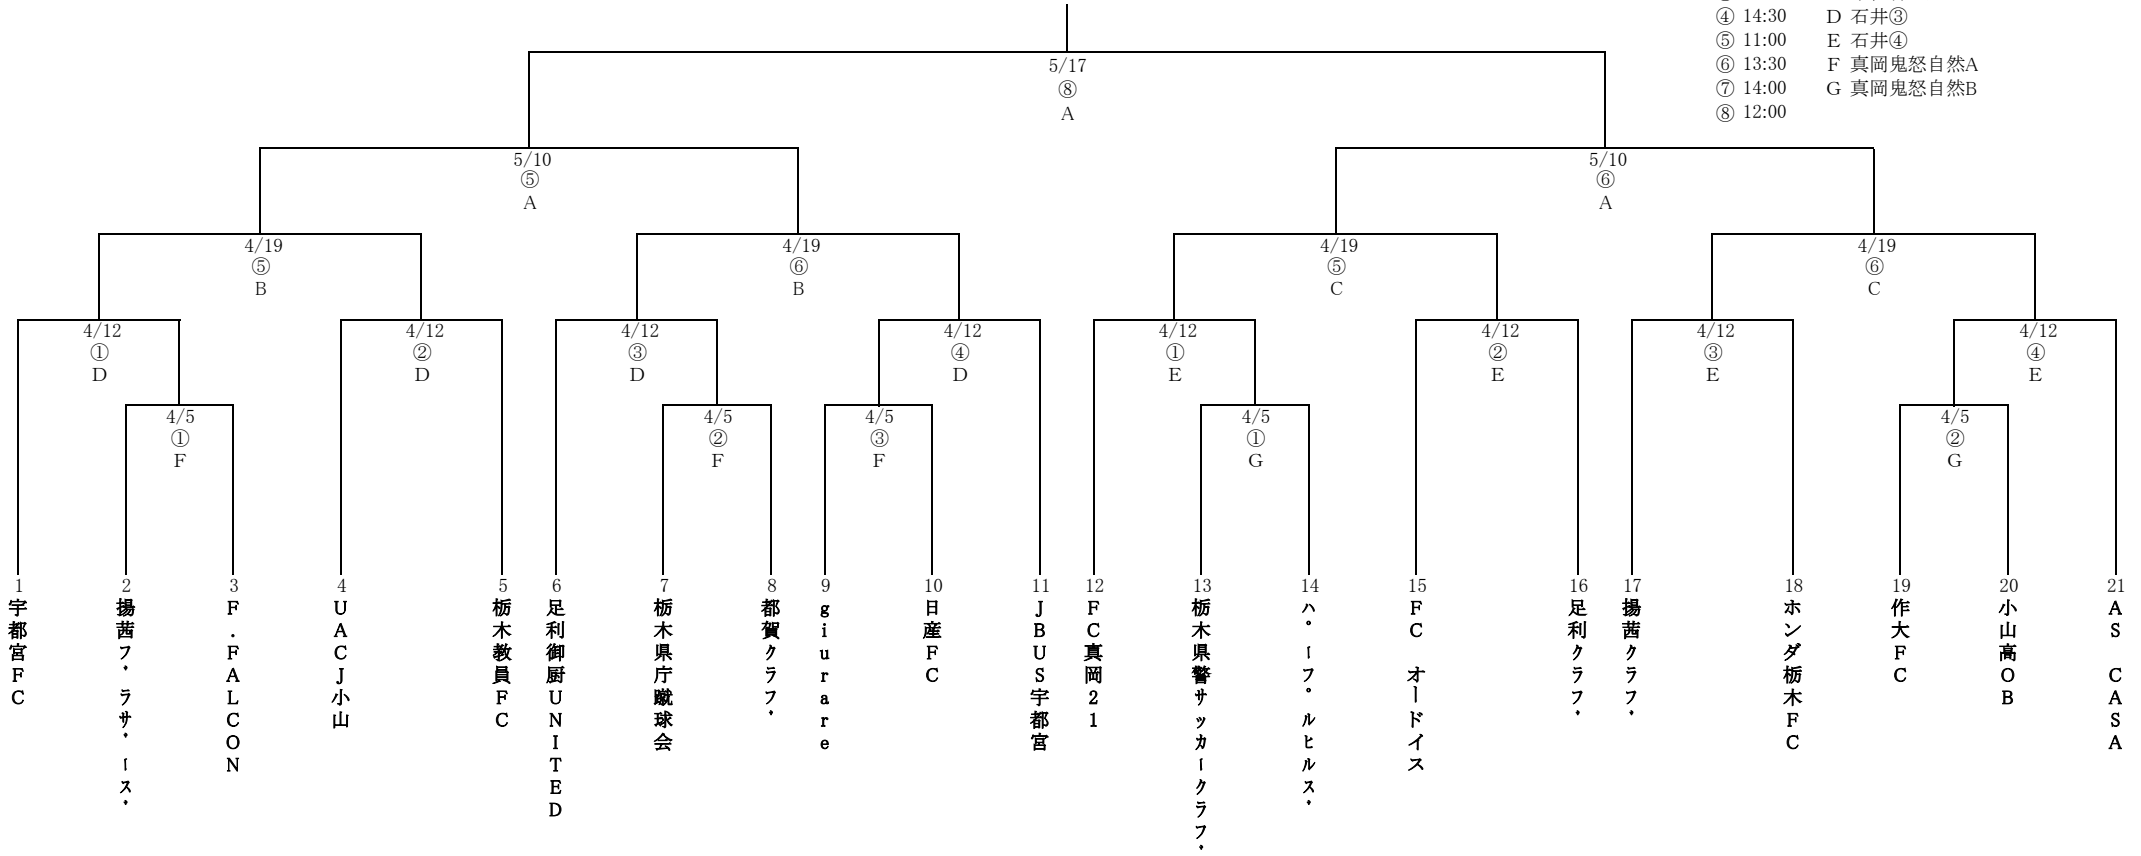 ④ 14:30 D 石井③
⑤ 11:00 E 石井④
⑥ 13:30 F 真岡鬼怒自然A
⑦ 14:00 G 真岡鬼怒自然B
⑧ 12:00
5/17
⑧
A
5/10
⑤
A
5/10
⑥
A
4/19
⑤
B
4/19
⑥
B
4/19
⑤
C
4/19
⑥
C
4/12
①
D
4/12
②
D
4/12
③
D
4/12
④
D
4/12
①
E
4/12
②
E
4/12
③
E
4/12
④
E
4/5
①
F
4/5
②
F
4/5
③
F
4/5
①
G
4/5
②
G
1
宇都宮FC
2
揚茜ブラザーズ
3
F.FALCON
4
UACJ小山
5
栃木教員FC
6
足利御厨UNITED
7
栃木県庁蹴球会
8
都賀クラブ
9
giurare
10
日産FC
11
JBUS宇都宮
12
FC真岡21
13
栃木県警サッカークラブ
14
パープルヒルズ
15
FC オードイス
16
足利クラブ
17
揚茜クラブ
18
ホンダ栃木FC
19
作大FC
20
小山高OB
21
AS CASA